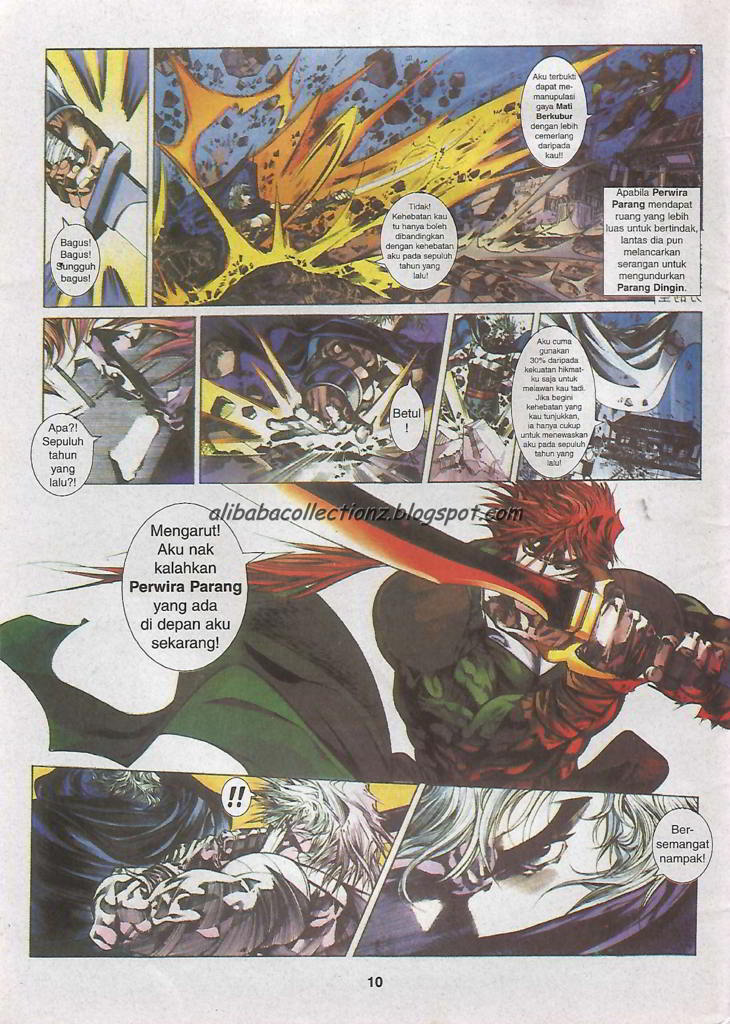 Bagus!
Bagus!
Sungguh
bagus!
Aku terbukti
dapat me-
manupulasi
gaya Mati
Berkubur
dengan lebih
cemerlang
daripada
kau!!
Tidak!
Kehebatan kau
tu hanya boleh
dibandingkan
dengan kehebatan
aku pada sepuluh
tahun yang
lalu!
Apabila Perwira
Parang mendapat
ruang yang lebih
luas untuk bertindak,
lantas dia pun
melancarkan
serangan untuk
mengundurkan
Parang Dingin.
Apa?!
Sepuluh
tahun
yang
lalu?!
Betul
!
Aku cuma
gunakan
30% daripada
kekuatan hikmat-
ku saja untuk
melawan kau tadi.
Jika begini
kehebatan yang
kau tunjukkan,
ia hanya cukup
untuk menewaskan
aku pada sepuluh
tahun yang
lalu!
alibabacollectionz.blogspot.com
Mengarut!
Aku nak
kalahkan
Perwira Parang
yang ada
di depan aku
sekarang!
!!
Ber-
semangat
nampak!
10